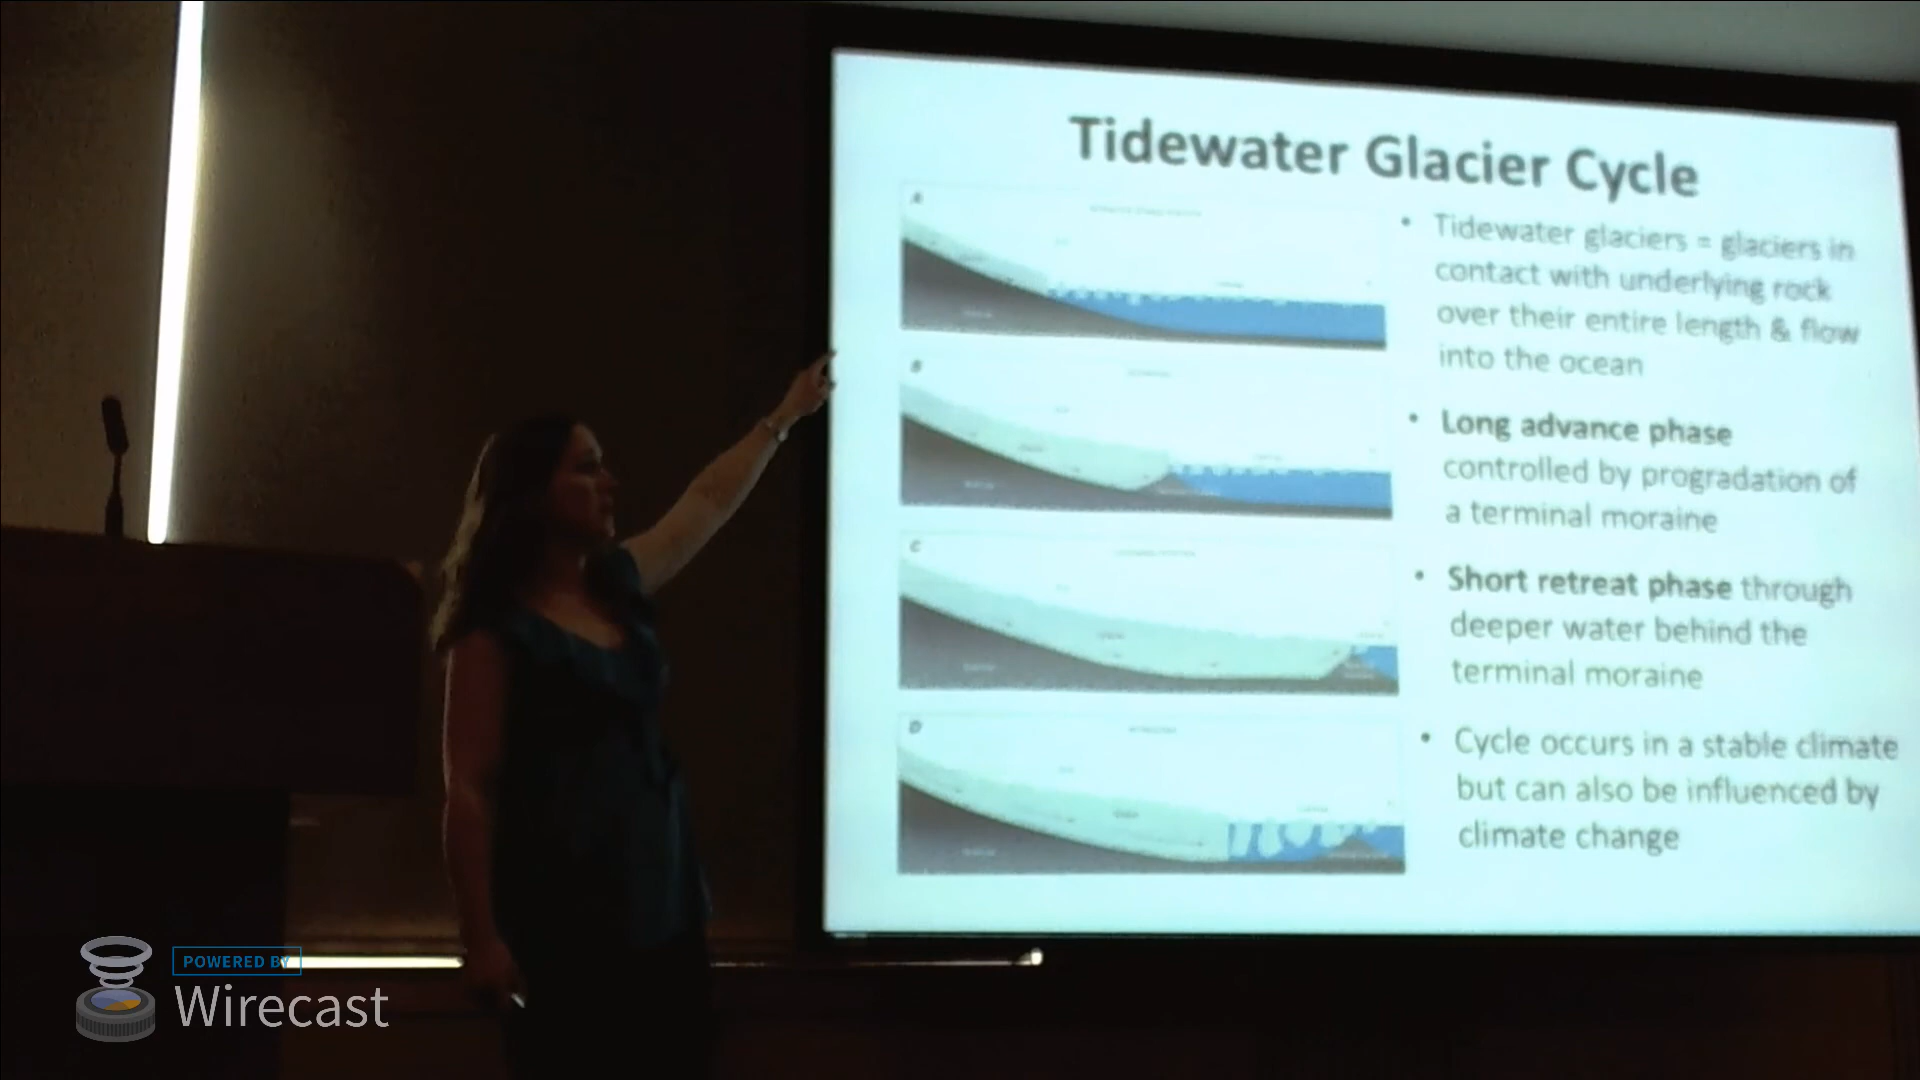 Tidewater Glacier Cycle
A
B
C
D
• Tidewater glaciers = glaciers in
contact with underlying rock
over their entire length & flow
into the ocean
• Long advance phase
controlled by progradation of
a terminal moraine
• Short retreat phase through
deeper water behind the
terminal moraine
• Cycle occurs in a stable climate
but can also be influenced by
climate change
POWERED BY
Wirecast